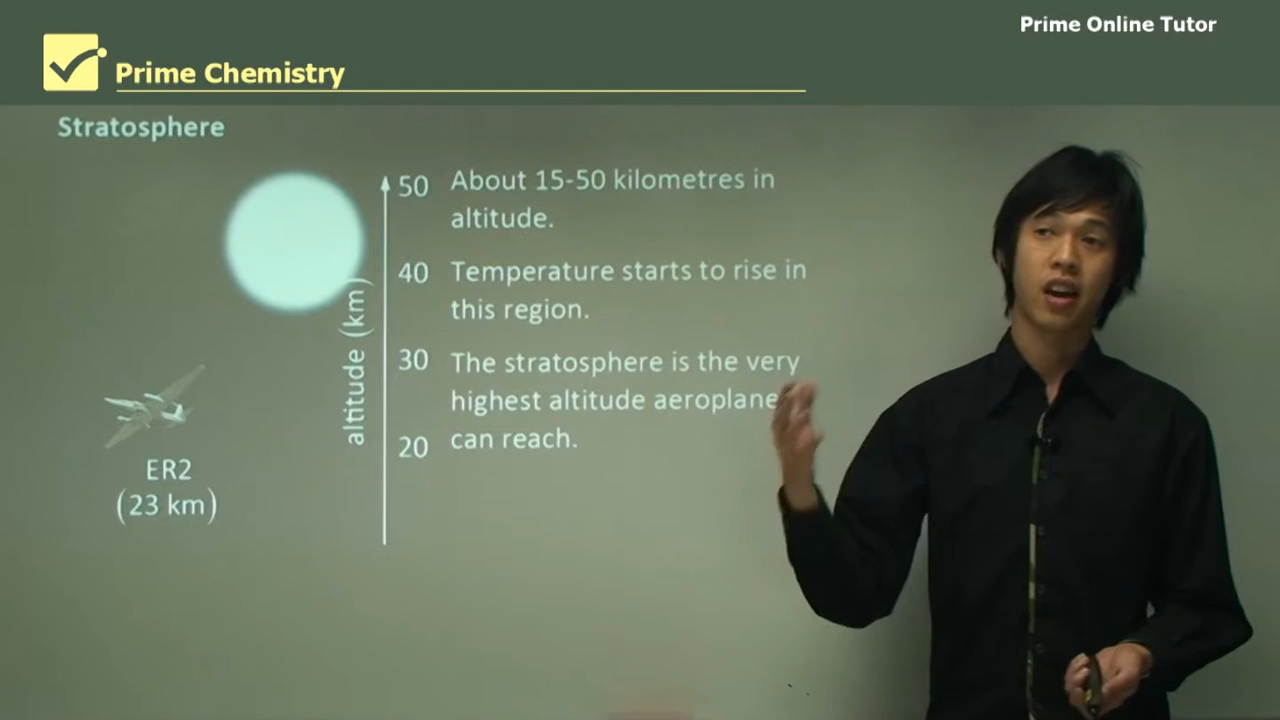 Prime Online Tutor
Prime Chemistry
Stratosphere
50
About 15-50 kilometres in
altitude.
40
Temperature starts to rise in
this region.
30
The stratosphere is the very
highest altitude aeroplane
20
can reach.
altitude (km)
ER2
(23 km)